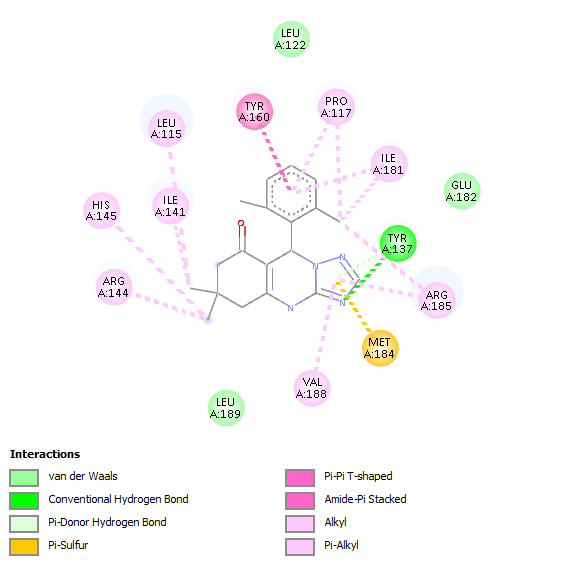 LEU
A:122
TYR
A:160
PRO
A:117
LEU
A:115
ILE
A:181
GLU
A:182
HIS
A:145
ILE
A:141
O
TYR
A:137
N
N
ARG
A:144
ARG
A:185
N
N
N
MET
A:184
VAL
A:188
LEU
A:189
Interactions
van der Waals
Conventional Hydrogen Bond
Pi-Donor Hydrogen Bond
Pi-Sulfur
Pi-Pi T-shaped
Amide-Pi Stacked
Alkyl
Pi-Alkyl